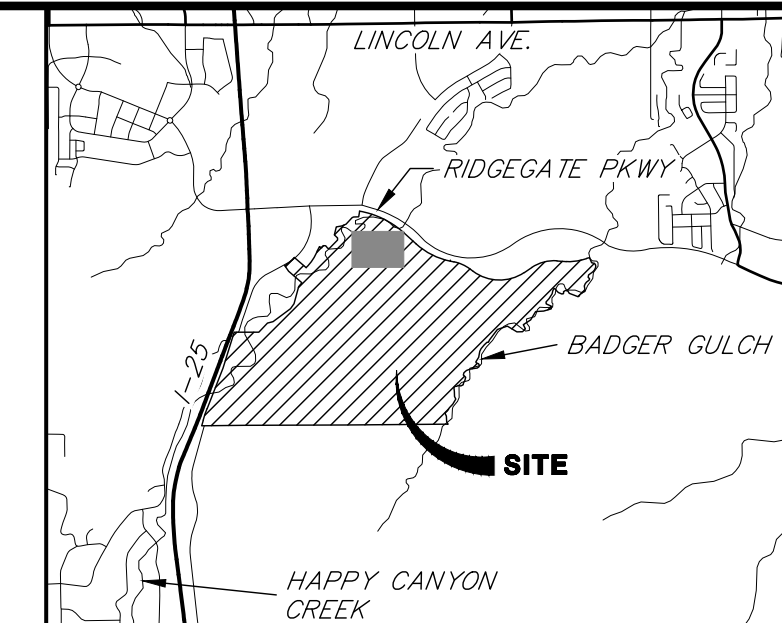 LINCOLN AVE.
RIDGEGATE PKWY
I-25
BADGER GULCH
SITE
HAPPY CANYON
CREEK